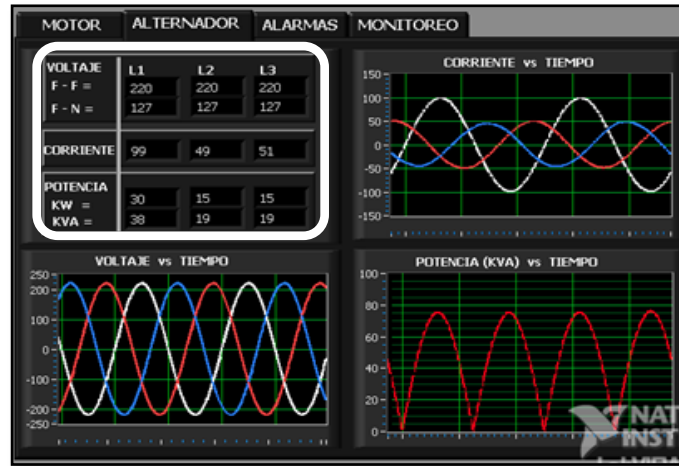 MOTOR ALTERNADOR ALARMAS MONITOREO
VOLTAJE L1 L2 L3
F - F = 220 220 220
F - N = 127 127 127
CORRIENTE 99 49 51
POTENCIA
KW = 30 15 15
KVA = 38 19 19
CORRIENTE vs TIEMPO
150
100
50
0
-50
-100
-150
VOLTAJE vs TIEMPO
250
200
100
0
-100
-200
-250
POTENCIA (KVA) vs TIEMPO
100
80
60
40
20
0
NAT
INST